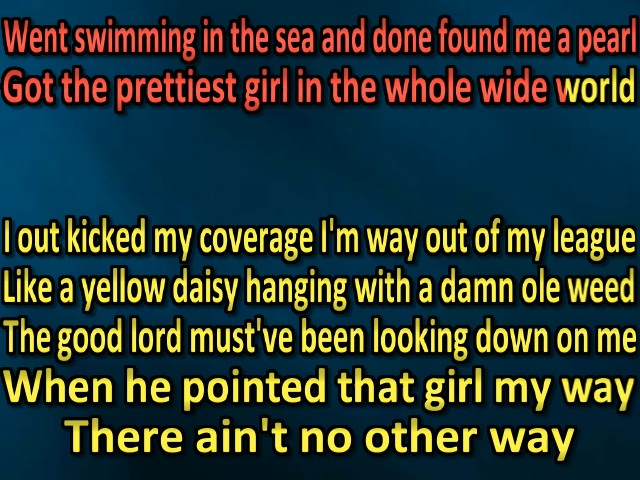 Went swimming in the sea and done found me a pearl
Got the prettiest girl in the whole wide world
I out kicked my coverage I'm way out of my league
Like a yellow daisy hanging with a damn ole weed
The good lord must've been looking down on me
When he pointed that girl my way
There ain't no other way